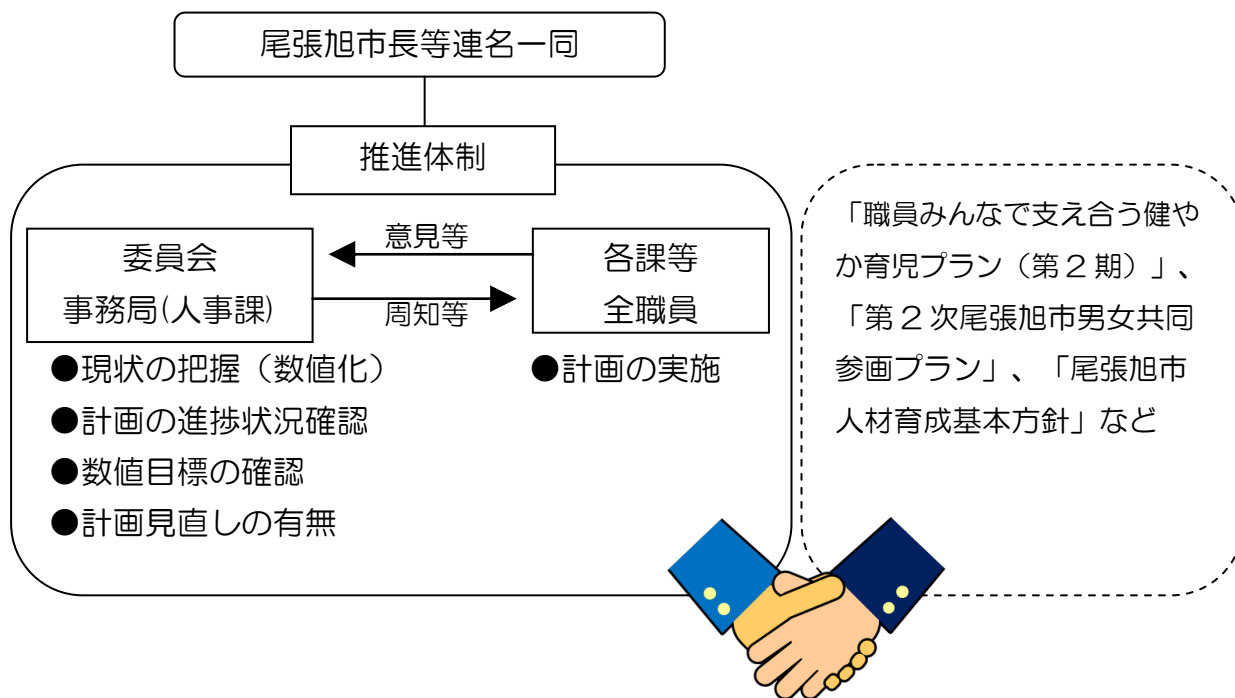 尾張旭市長等連名一同
推進体制
委員会
事務局(人事課)
意見等
周知等
各課等
全職員
●現状の把握（数値化）
●計画の進捗状況確認
●数値目標の確認
●計画見直しの有無
●計画の実施
「職員みんなで支え合う健や
か育児プラン（第２期）」、
「第２次尾張旭市男女共同
参画プラン」、「尾張旭市
人材育成基本方針」など